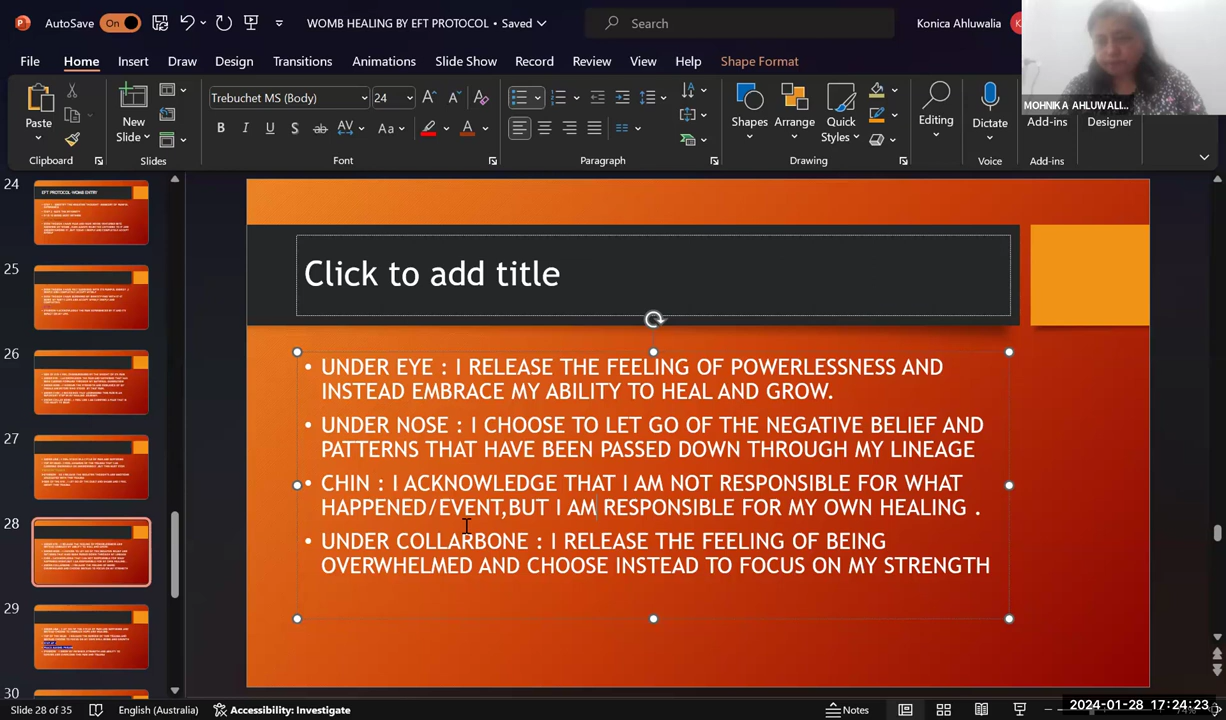 AutoSave On WOMB HEALING BY EFT PROTOCOL • Saved Search Konica Ahluwalia
File Home Insert Draw Design Transitions Animations Slide Show Record Review View Help Shape Format
MOHNIKA AHLUWALI...
Trebuchet MS (Body) 24
Paste New Slide Shapes Arrange Quick Styles Editing Dictate Add-ins Designer
Clipboard Slides Font Paragraph Drawing Voice Add-ins
24
EFT PROTOCOL-WOMB ENTRY
25
26
27
28
29
30
Click to add title
• UNDER EYE : I RELEASE THE FEELING OF POWERLESSNESS AND
INSTEAD EMBRACE MY ABILITY TO HEAL AND GROW.
• UNDER NOSE : I CHOOSE TO LET GO OF THE NEGATIVE BELIEF AND
PATTERNS THAT HAVE BEEN PASSED DOWN THROUGH MY LINEAGE
• CHIN : I ACKNOWLEDGE THAT I AM NOT RESPONSIBLE FOR WHAT
HAPPENED/EVENT,BUT I AM RESPONSIBLE FOR MY OWN HEALING .
• UNDER COLLARBONE : I RELEASE THE FEELING OF BEING
OVERWHELMED AND CHOOSE INSTEAD TO FOCUS ON MY STRENGTH
Slide 28 of 35 English (Australia) Accessibility: Investigate Notes
2024-01-28 17:24:23